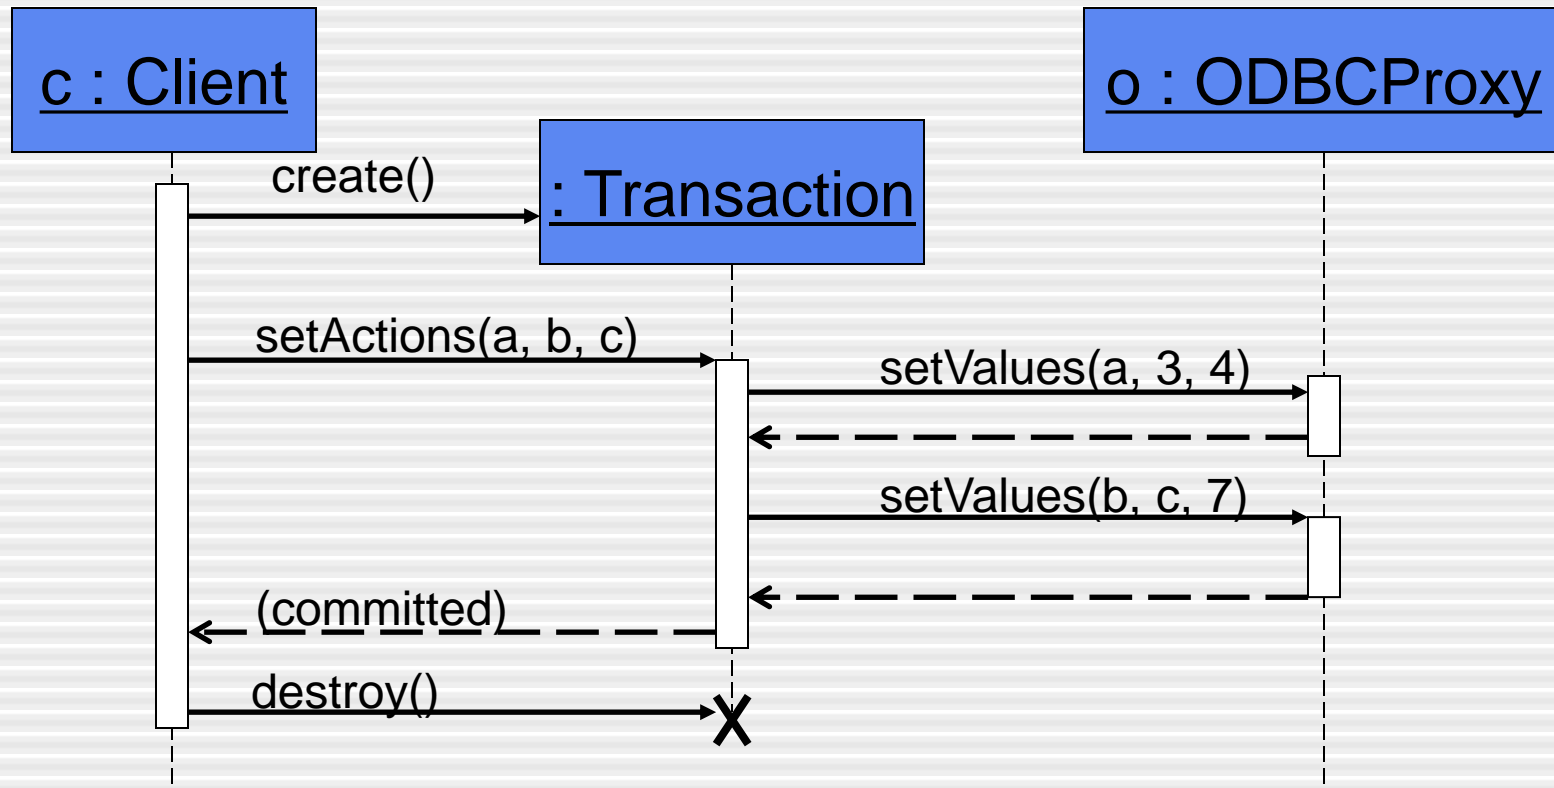 c : Client
o : ODBCProxy
create()
: Transaction
setActions(a, b, c)
setValues(a, 3, 4)
setValues(b, c, 7)
(committed)
destroy()